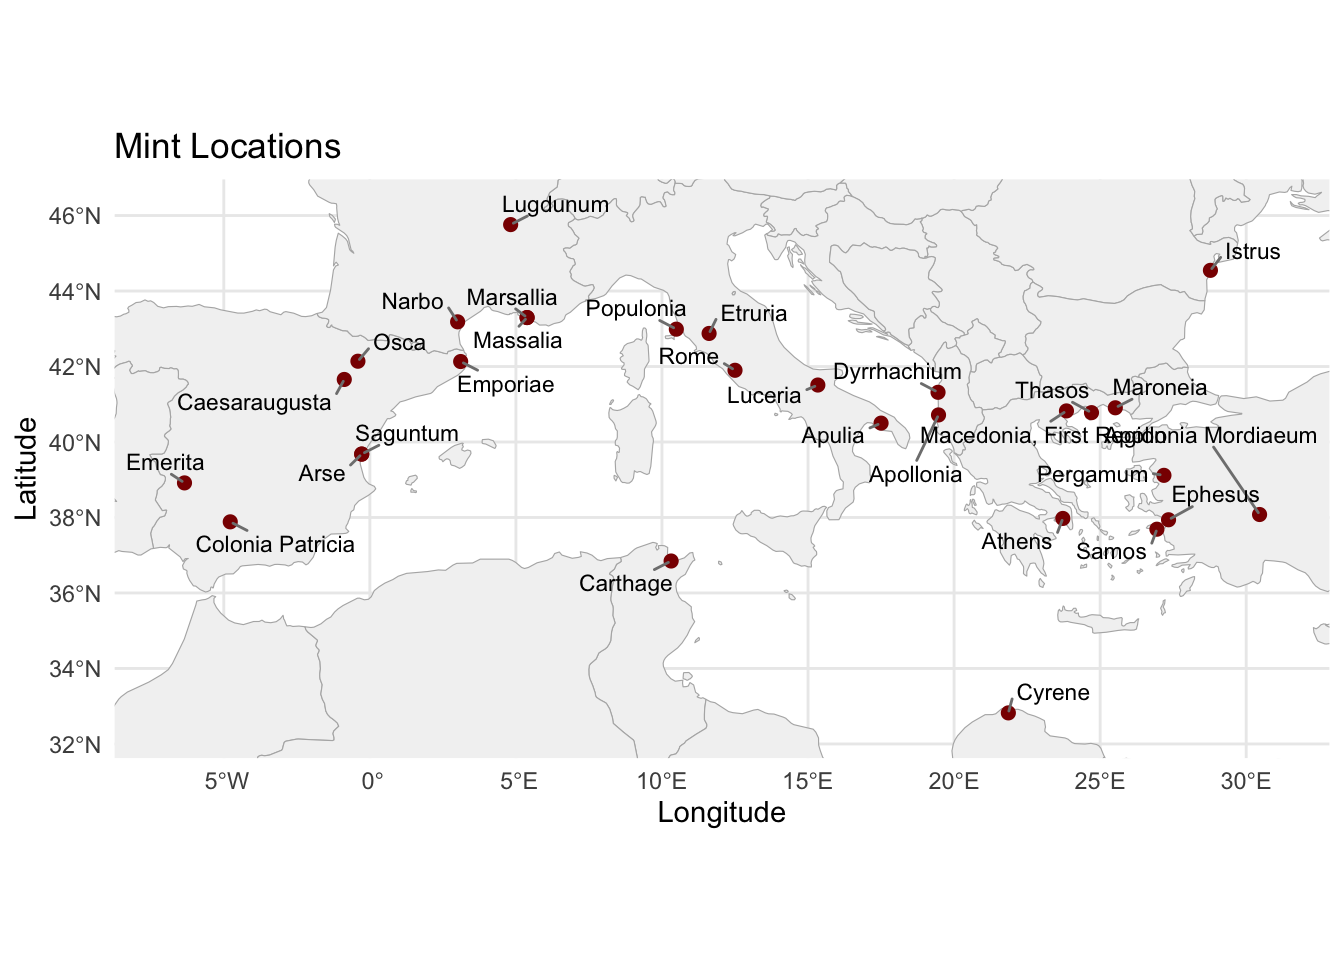 Mint Locations
Lugdunum
Istrus
Narbo
Marsallia
Populonia
Etruria
Osca
Massalia
Rome
Dyrrhachium
Emporiae
Thasos
Maroneia
Caesaraugusta
Luceria
Saguntum
Apulia
Macedonia, First Region
Apollonia Mordiaeum
Emerita
Arse
Apollonia
Pergamum
Ephesus
Colonia Patricia
Athens
Samos
Carthage
Cyrene
46°N
44°N
42°N
40°N
38°N
36°N
34°N
32°N
Latitude
5°W
0°
5°E
10°E
15°E
20°E
25°E
30°E
Longitude